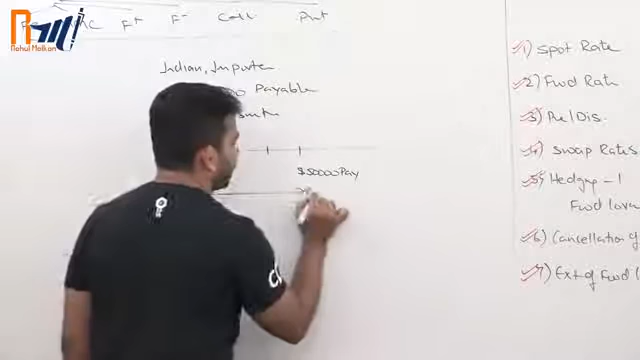 Rahul Malkan
F+ F- Call Put
Indian, Importer
Payable
$50000 Pay
1) Spot Rate
2) Fwd Rate
3) Pre/Dis.
4) Swap Rates
5) Hedging - 1
Fwd
6) Cancellation of
7) Ext of Fwd